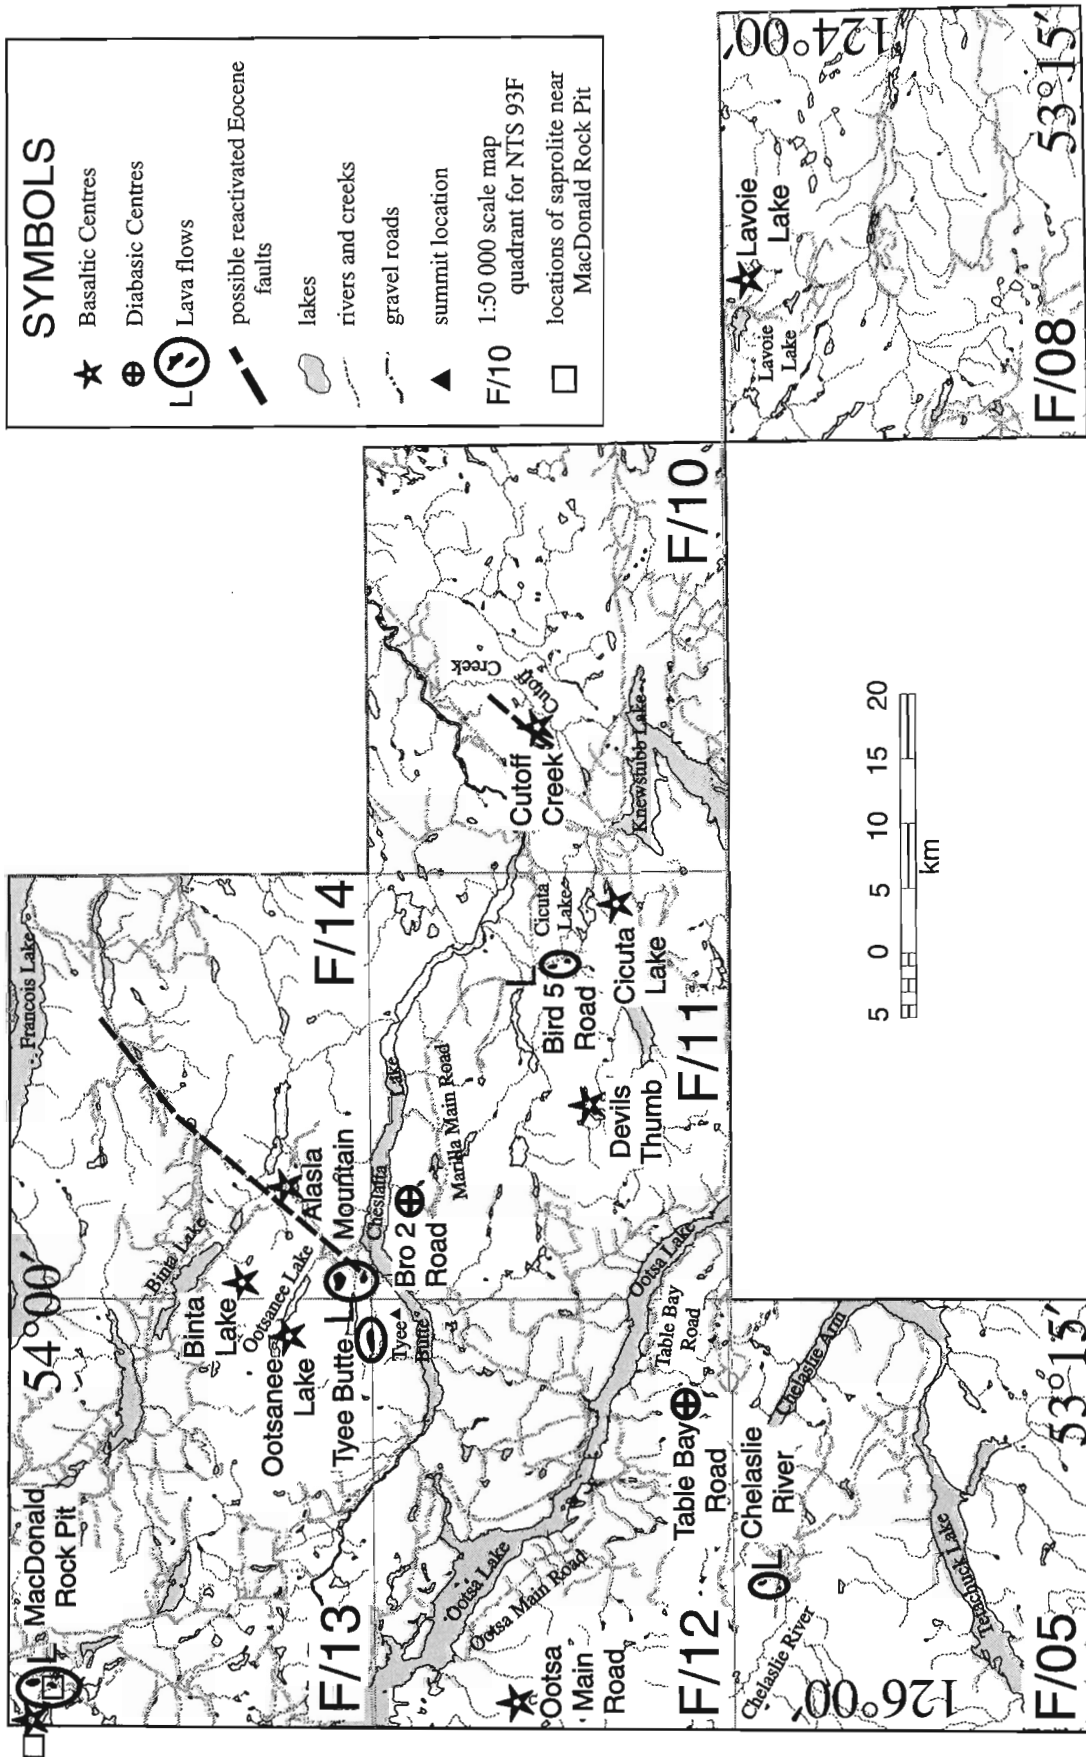 SYMBOLS
Basaltic Centres
Diabasic Centres
L
Lava flows
possible reactivated Eocene
faults
lakes
rivers and creeks
gravel roads
summit location
F/10
1:50 000 scale map
quadrant for NTS 93F
locations of saprolite near
MacDonald Rock Pit
L
MacDonald
Rock Pit
54°00′
Francois Lake
Binta Lake
Binta
Lake
Ootsanee Lake
Ootsanee
Lake
Alasla
Mountain
Tyee Butte
L
F/13
F/14
Tyee
Butte
Cheslatta
Lake
Bro 2
Road
Marilla Main Road
Ootsa Lake
Ootsa Main Road
Ootsa
Main
Road
Ootsa Lake
Table Bay
Road
Table Bay
Road
F/12
L
Bird 5
Road
Cicuta
Lake
Cicuta
Lake
Devils
Thumb
F/11
Cutoff
Creek
Cutoff
Creek
Knewstubb Lake
F/10
Chelaslie
River
L
Chelaslie River
Chelaslie Arm
Tetachuck Lake
126°00′
F/05
53°15′
5 0 5 10 15 20
km
Lavoie
Lake
Lavoie
Lake
124°00′
F/08
53°15′